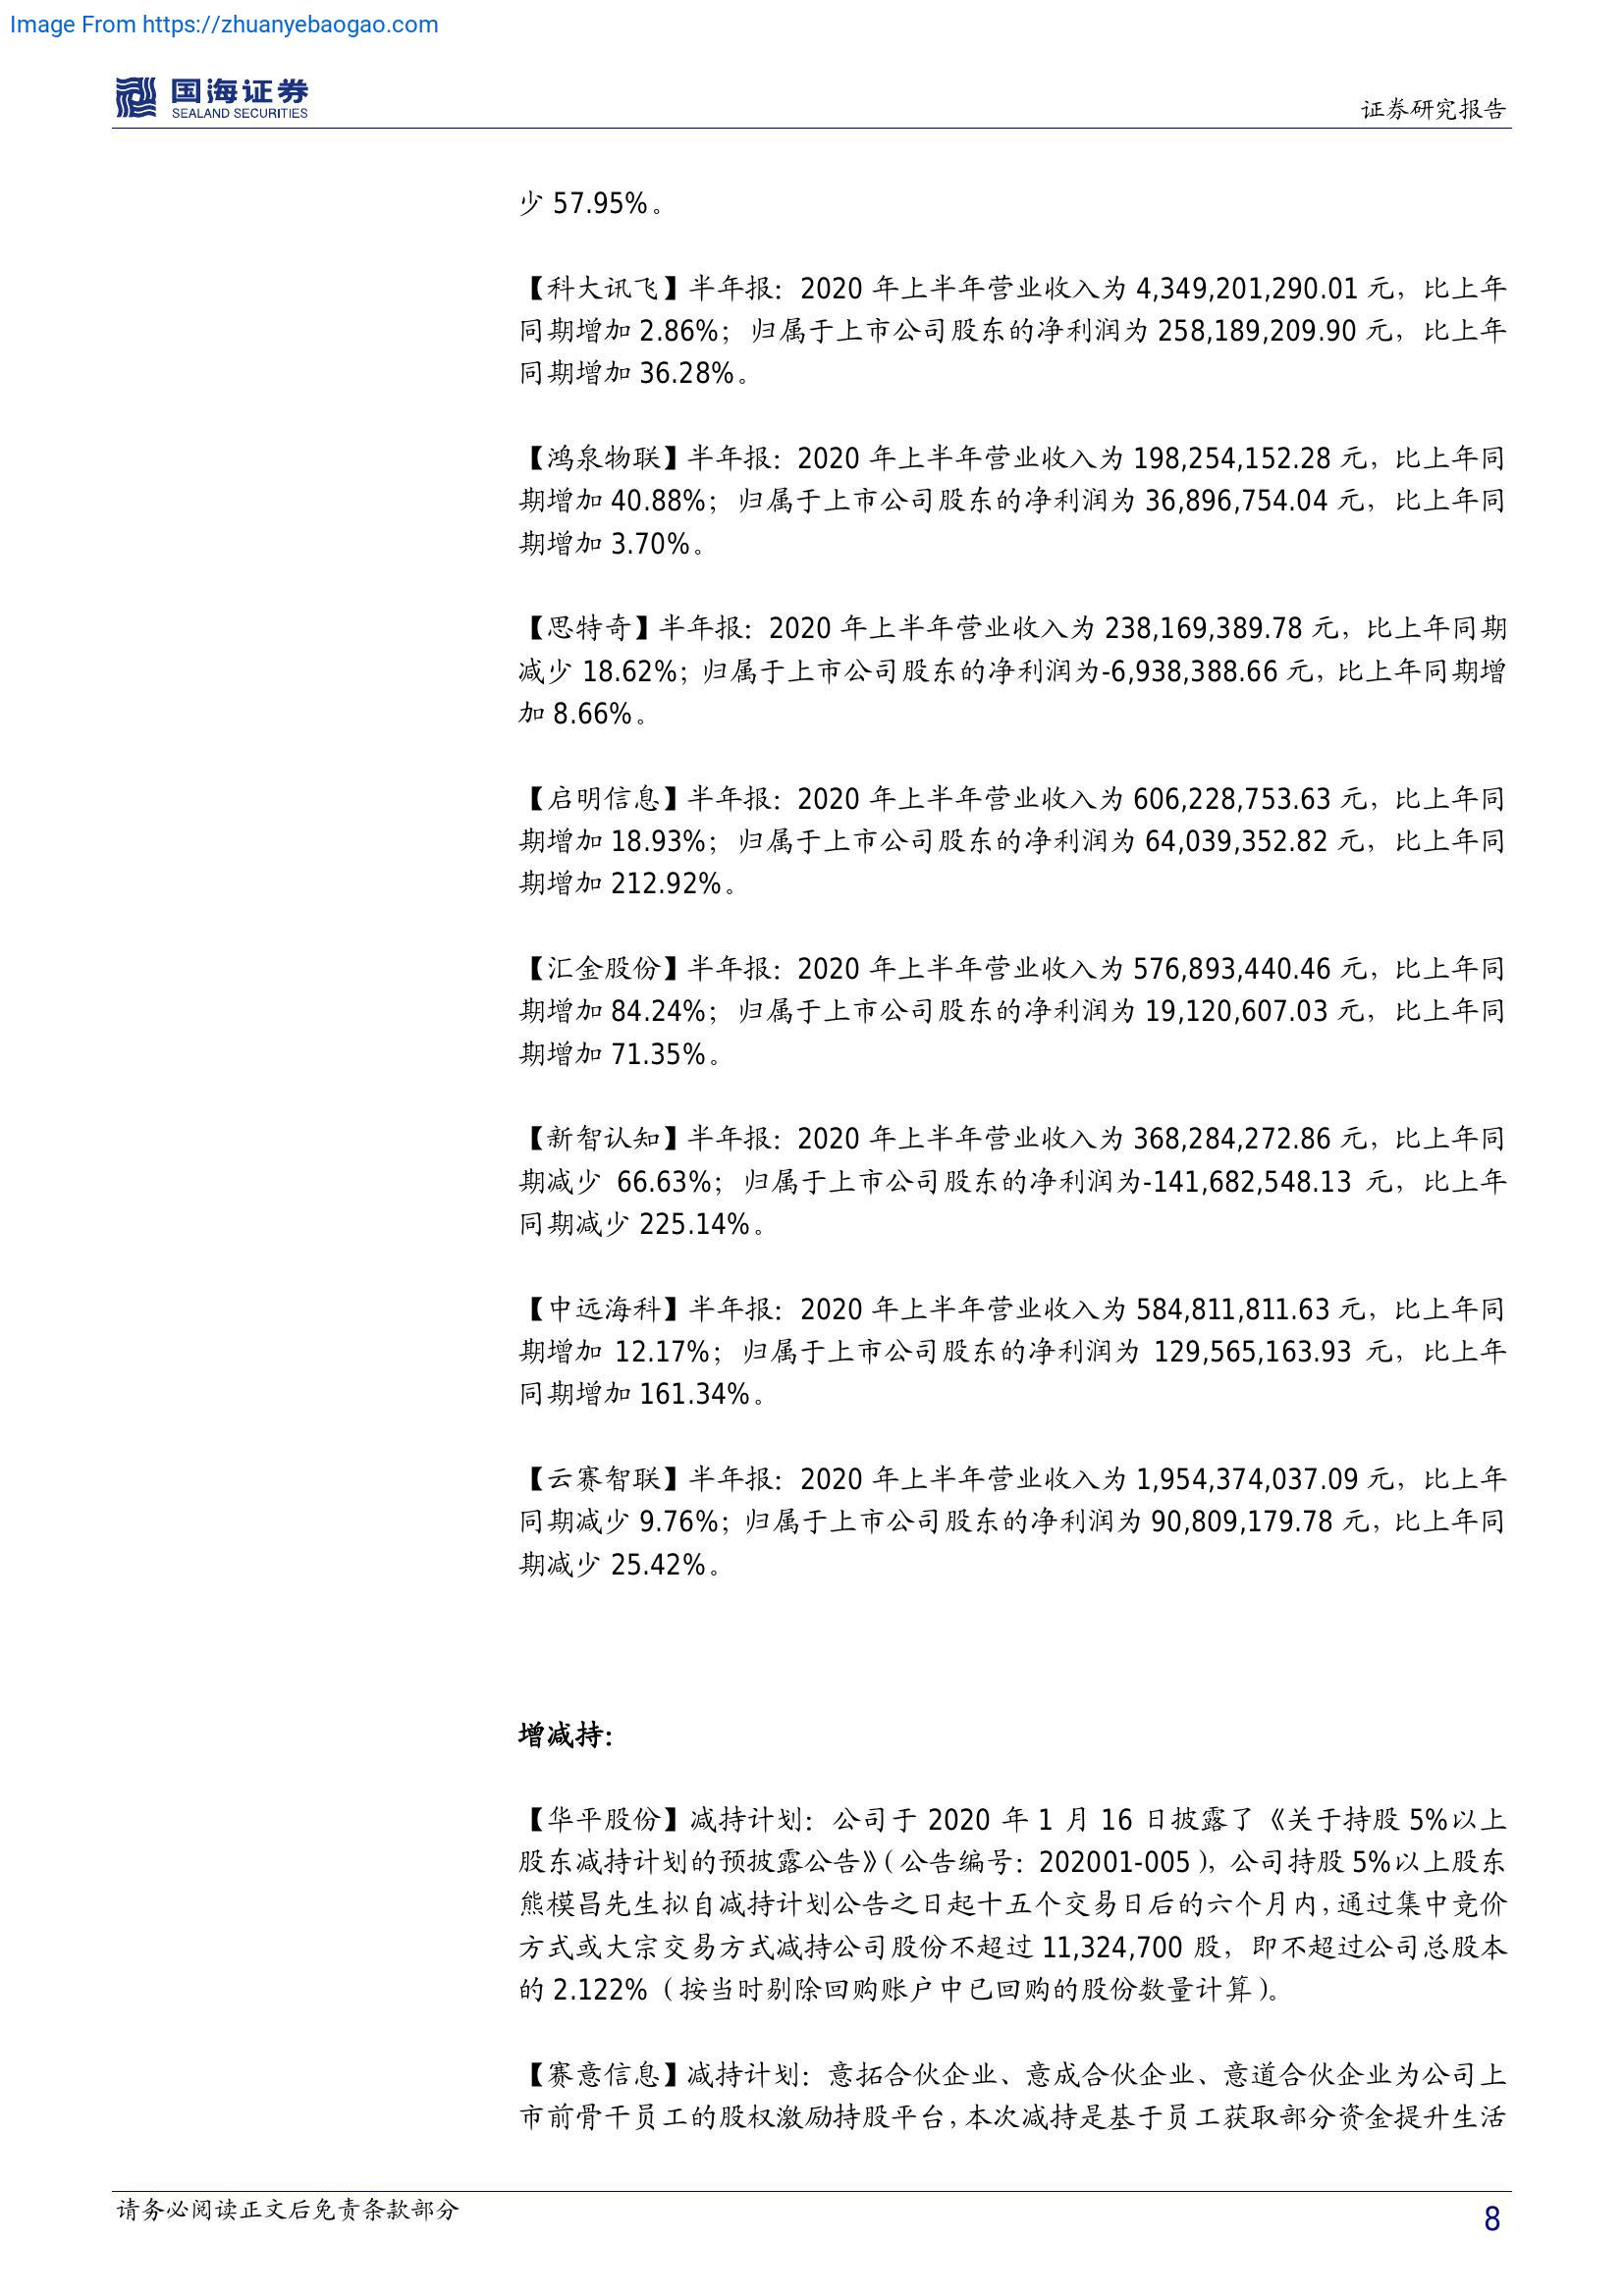 Image From https://zhuanyebaogao.com
国海证券
SEALAND SECURITIES
证券研究报告
少 57.95%。
【科大讯飞】半年报：2020 年上半年营业收入为 4,349,201,290.01 元，比上年
同期增加 2.86%；归属于上市公司股东的净利润为 258,189,209.90 元，比上年
同期增加 36.28%。
【鸿泉物联】半年报：2020 年上半年营业收入为 198,254,152.28 元，比上年同
期增加 40.88%；归属于上市公司股东的净利润为 36,896,754.04 元，比上年同
期增加 3.70%。
【思特奇】半年报：2020 年上半年营业收入为 238,169,389.78 元，比上年同期
减少 18.62%；归属于上市公司股东的净利润为-6,938,388.66 元，比上年同期增
加 8.66%。
【启明信息】半年报：2020 年上半年营业收入为 606,228,753.63 元，比上年同
期增加 18.93%；归属于上市公司股东的净利润为 64,039,352.82 元，比上年同
期增加 212.92%。
【汇金股份】半年报：2020 年上半年营业收入为 576,893,440.46 元，比上年同
期增加 84.24%；归属于上市公司股东的净利润为 19,120,607.03 元，比上年同
期增加 71.35%。
【新智认知】半年报：2020 年上半年营业收入为 368,284,272.86 元，比上年同
期减少 66.63%；归属于上市公司股东的净利润为-141,682,548.13 元，比上年
同期减少 225.14%。
【中远海科】半年报：2020 年上半年营业收入为 584,811,811.63 元，比上年同
期增加 12.17%；归属于上市公司股东的净利润为 129,565,163.93 元，比上年
同期增加 161.34%。
【云赛智联】半年报：2020 年上半年营业收入为 1,954,374,037.09 元，比上年
同期减少 9.76%；归属于上市公司股东的净利润为 90,809,179.78 元，比上年同
期减少 25.42%。
增减持：
【华平股份】减持计划：公司于 2020 年 1 月 16 日披露了《关于持股 5%以上
股东减持计划的预披露公告》（公告编号：202001-005），公司持股 5%以上股东
熊模昌先生拟自减持计划公告之日起十五个交易日后的六个月内，通过集中竞价
方式或大宗交易方式减持公司股份不超过 11,324,700 股，即不超过公司总股本
的 2.122%（按当时剔除回购账户中已回购的股份数量计算）。
【赛意信息】减持计划：意拓合伙企业、意成合伙企业、意道合伙企业为公司上
市前骨干员工的股权激励持股平台，本次减持是基于员工获取部分资金提升生活
请务必阅读正文后免责条款部分
8